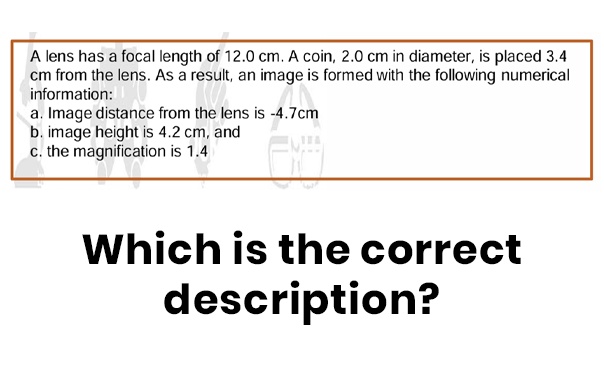 A lens has a focal length of 12.0 cm. A coin, 2.0 cm in diameter, is placed 3.4
cm from the lens. As a result, an image is formed with the following numerical
information:
a. Image distance from the lens is -4.7cm
b. image height is 4.2 cm, and
c. the magnification is 1.4
Which is the correct
description?